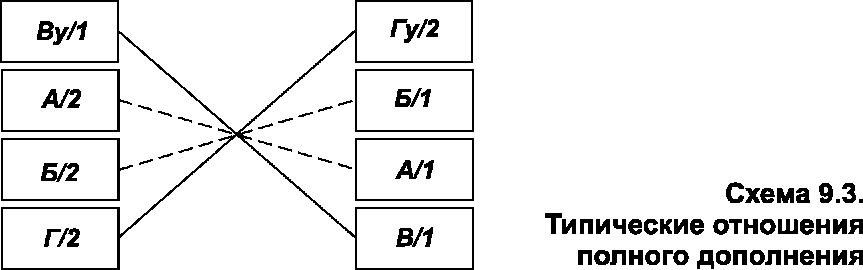 Ву/1
Гу/2
А/2
Б/1
Б/2
А/1
Г/2
В/1
Схема 9.3.
Типические отношения
полного дополнения